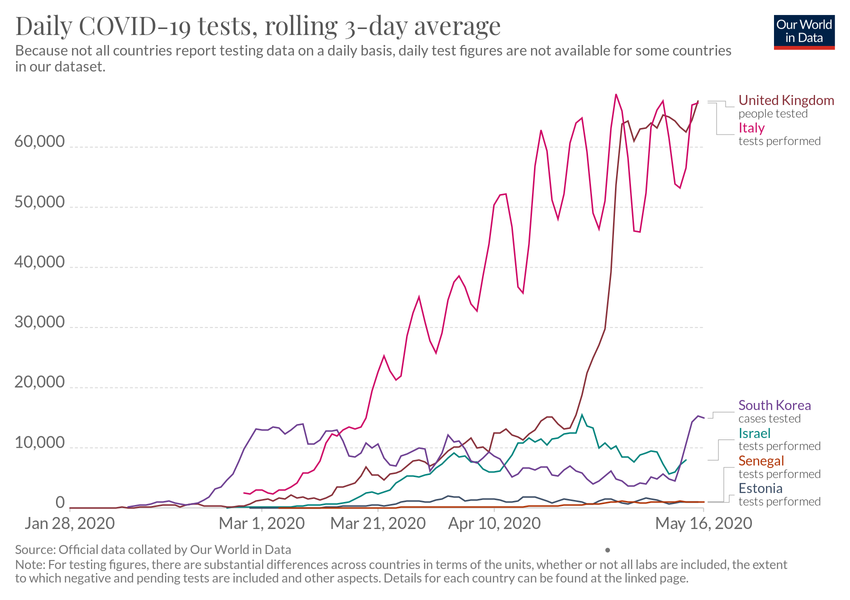 Daily COVID-19 tests, rolling 3-day average
Our World
in Data
Because not all countries report testing data on a daily basis, daily test figures are not available for some countries
in our dataset.
United Kingdom
people tested
Italy
tests performed
60,000
50,000
40,000
30,000
20,000
10,000
0
South Korea
cases tested
Israel
tests performed
Senegal
tests performed
Estonia
tests performed
Jan 28, 2020
Mar 1, 2020
Mar 21, 2020
Apr 10, 2020
May 16, 2020
Source: Official data collated by Our World in Data
Note: For testing figures, there are substantial differences across countries in terms of the units, whether or not all labs are included, the extent
to which negative and pending tests are included and other aspects. Details for each country can be found at the linked page.